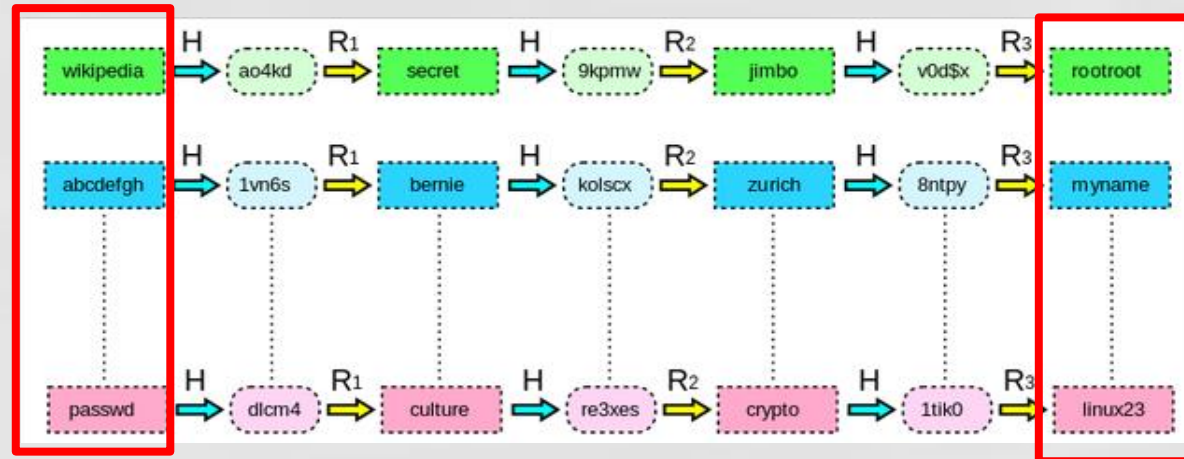 H R1 H R2 H R3
wikipedia ao4kd secret 9kpmw jimbo v0d$x rootroot
H R1 H R2 H R3
abcdefgh 1vn6s bernie kolscx zurich 8ntpy myname
H R1 H R2 H R3
passwd dlcm4 culture re3xes crypto 1tik0 linux23